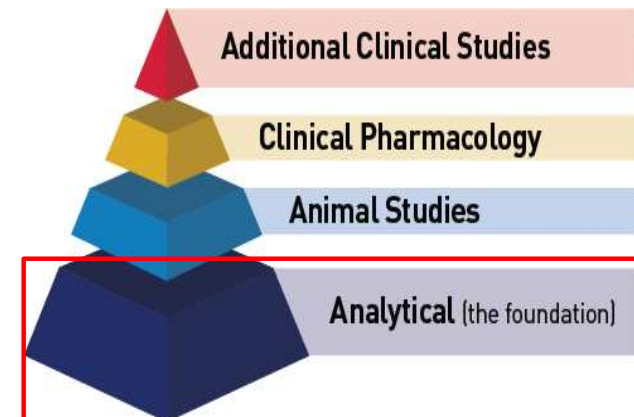 Additional Clinical Studies
Clinical Pharmacology
Animal Studies
Analytical (the foundation)